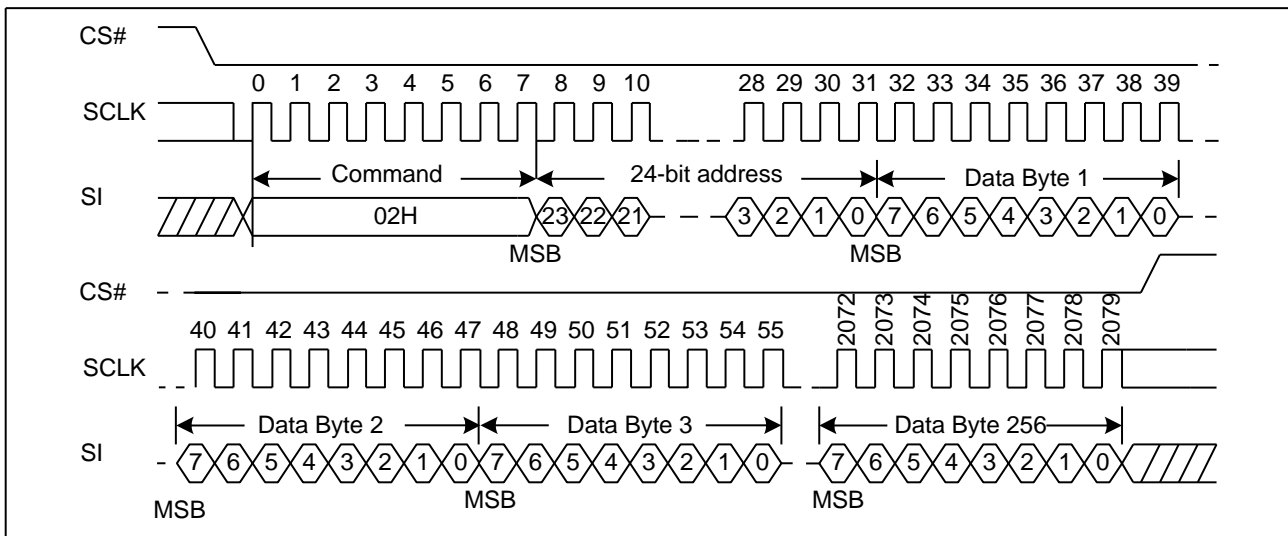 CS#
0 1 2 3 4 5 6 7 8 9 10 28 29 30 31 32 33 34 35 36 37 38 39
SCLK
Command 24-bit address Data Byte 1
SI
02H 23 22 21 3 2 1 0 7 6 5 4 3 2 1 0
MSB MSB
CS#
40 41 42 43 44 45 46 47 48 49 50 51 52 53 54 55 2072 2073 2074 2075 2076 2077 2078 2079
SCLK
Data Byte 2 Data Byte 3 Data Byte 256
SI
7 6 5 4 3 2 1 0 7 6 5 4 3 2 1 0 7 6 5 4 3 2 1 0
MSB MSB MSB